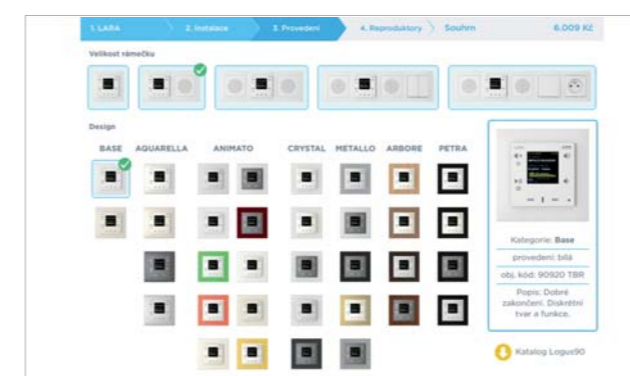 1. LARA
2. Instalace
3. Provedení
4. Reproduktory
Souhrn
6.009 Kč
Velikost rámečku
Design
BASE
AQUARELLA
ANIMATO
CRYSTAL
METALLO
ARBORE
PETRA
Kategorie: Base
provedení: bílá
obj. kód: 90920 TBR
Popis: Dobré
zakončení. Diskrétní
tvar a funkce.
Katalog Logus90